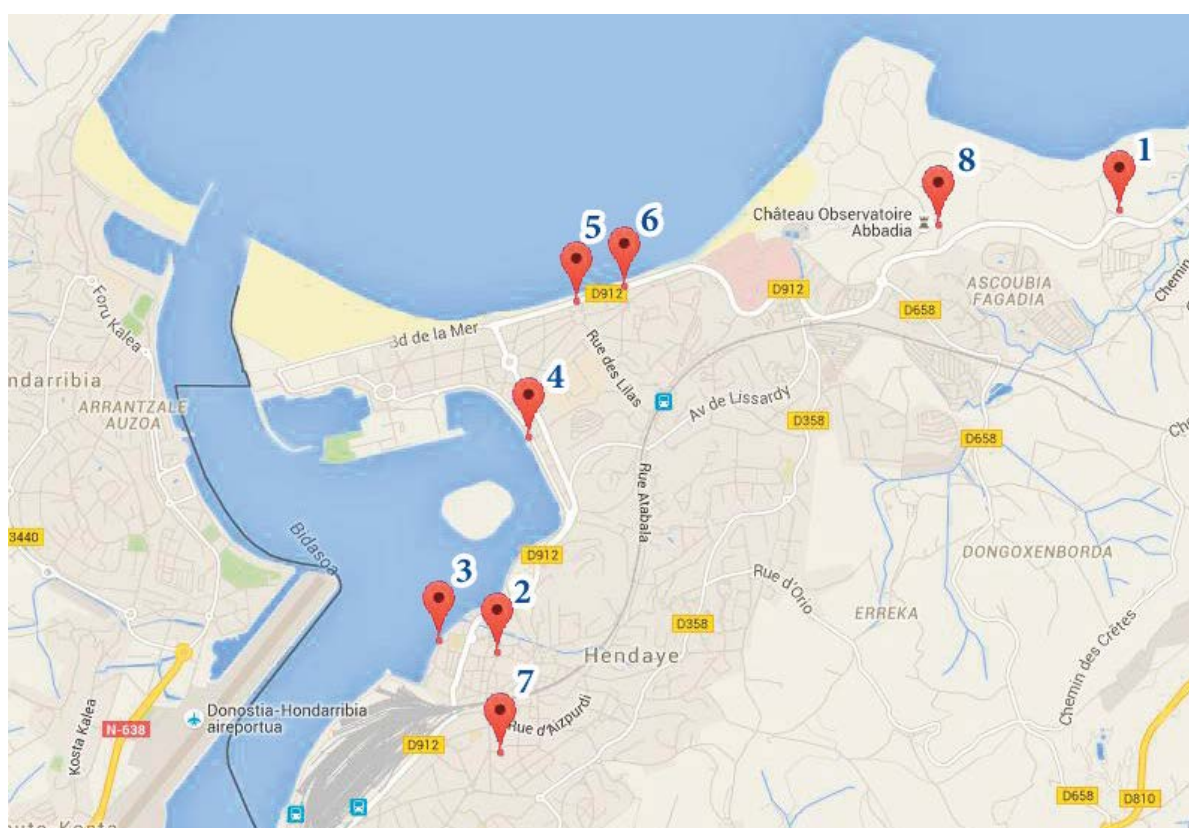 1
8
Château Observatoire
Abbadia
6
5
D912
D912
ASCOUBIA
FAGADIA
Chemin
D658
Foru Kalea
Bd de la Mer
Rue des Lilas
ndarribia
ARRANTZALE
AUZOA
4
Av de Lissardy
D358
D658
Rue Atabala
3440
Bidasoa
D912
DONGOXENBORDA
3
2
Rue d'Orio
ERREKA
D358
Hendaye
Chemin des Crêtes
7
Kosta Kalea
N-638
Donostia-Hondarribia
aireportua
Rue d'Aizpurdi
D912
D658
D810